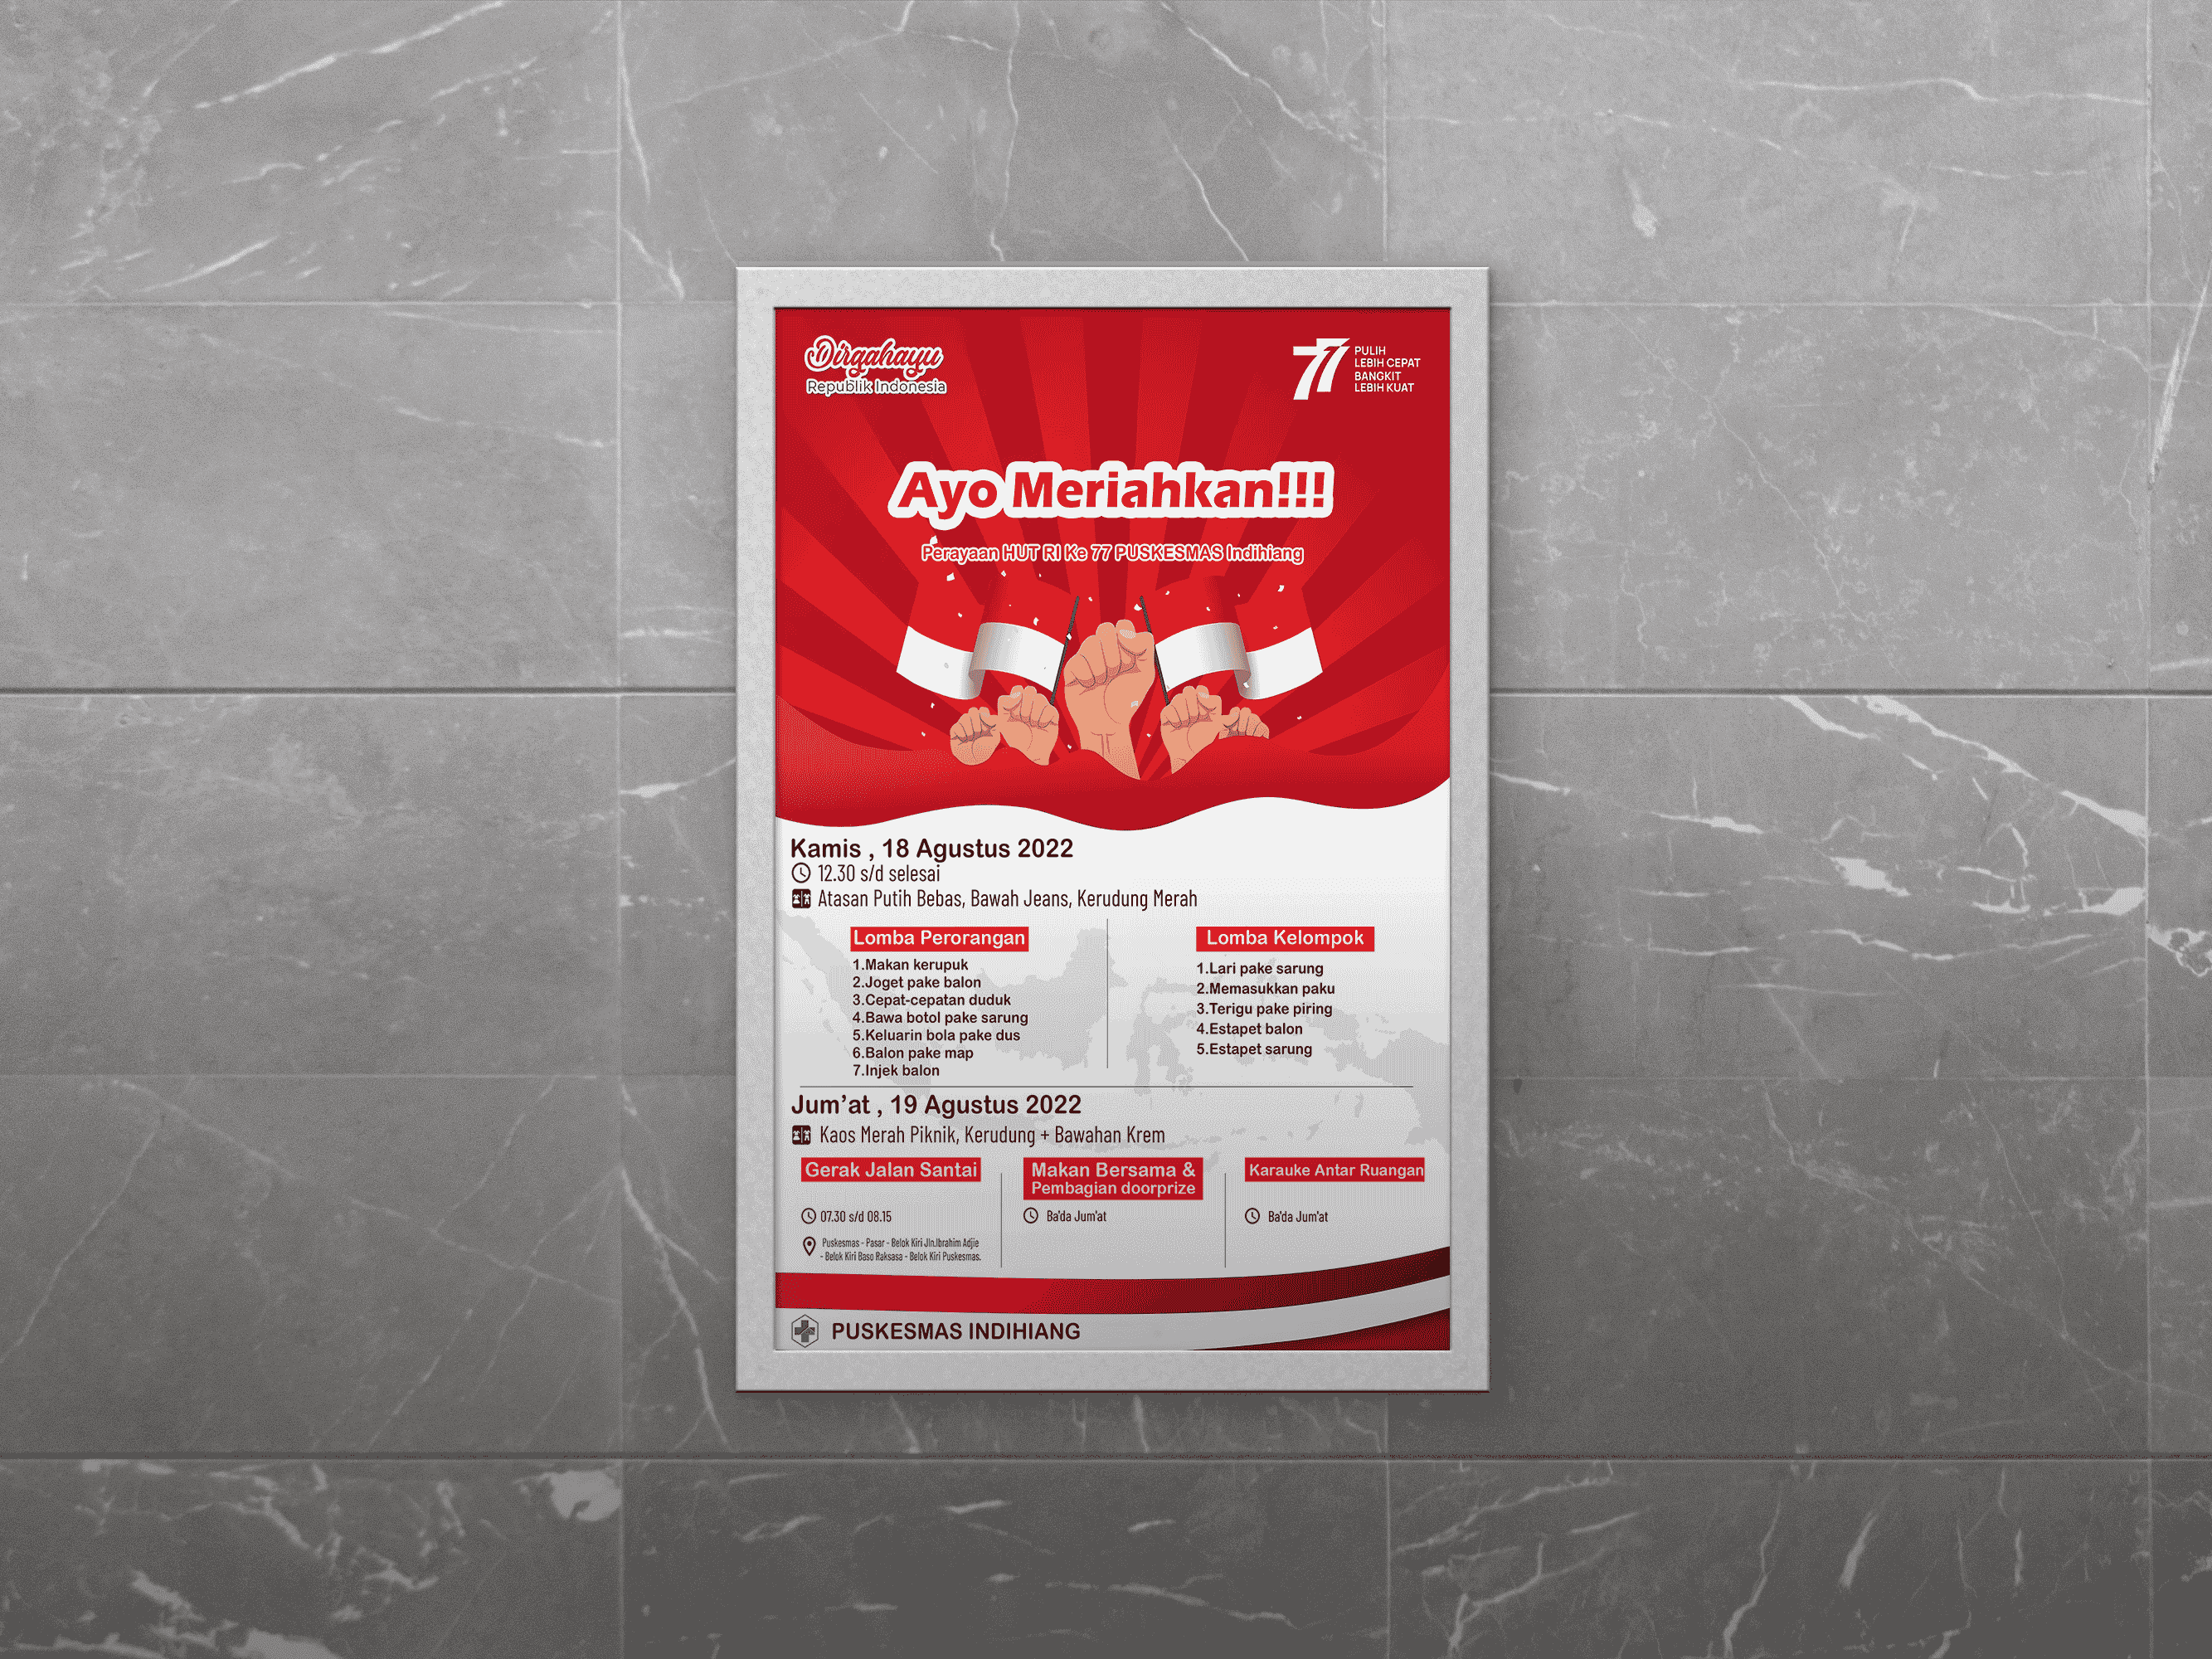 Dirgahayu
Republik Indonesia
77
PULIH
LEBIH CEPAT
BANGKIT
LEBIH KUAT
Ayo Meriahkan!!!
Perayaan HUT RI Ke 77 PUSKESMAS Indihiang
Kamis , 18 Agustus 2022
12.30 s/d selesai
Atasan Putih Bebas, Bawah Jeans, Kerudung Merah
Lomba Perorangan
1.Makan kerupuk
2.Joget pake balon
3.Cepat-cepatan duduk
4.Bawa botol pake sarung
5.Keluarin bola pake dus
6.Balon pake map
7.Injek balon
Lomba Kelompok
1.Lari pake sarung
2.Memasukkan paku
3.Terigu pake piring
4.Estapet balon
5.Estapet sarung
Jum'at , 19 Agustus 2022
Kaos Merah Piknik, Kerudung + Bawahan Krem
Gerak Jalan Santai
07.30 s/d 08.15
Puskesmas - Pasar - Belok Kiri Jln.Ibrahim Adjie
- Belok Kiri Baso Raksasa - Belok Kiri Puskesmas.
Makan Bersama &
Pembagian doorprize
Ba'da Jum'at
Karauke Antar Ruangan
Ba'da Jum'at
PUSKESMAS INDIHIANG